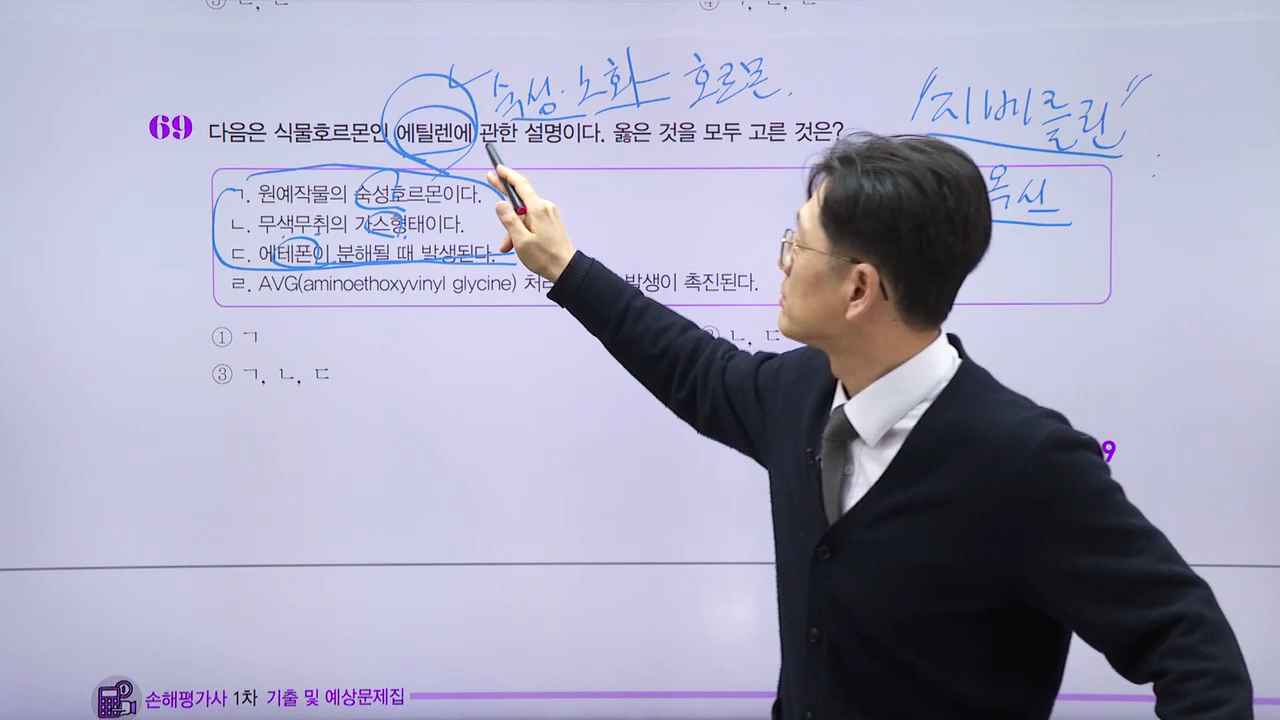 숙성·노화 호르몬.
"지베렐린"
옥신
69 다음은 식물호르몬인 에틸렌에 관한 설명이다. 옳은 것을 모두 고른 것은?
ㄱ. 원예작물의 숙성호르몬이다.
ㄴ. 무색무취의 가스형태이다.
ㄷ. 에테폰이 분해될 때 발생된다.
ㄹ. AVG(aminoethoxyvinyl glycine) 발생이 촉진된다.
① ㄱ
ㄴ, ㄷ
③ ㄱ, ㄴ, ㄷ
9
손해평가사 1차 기출 및 예상문제집